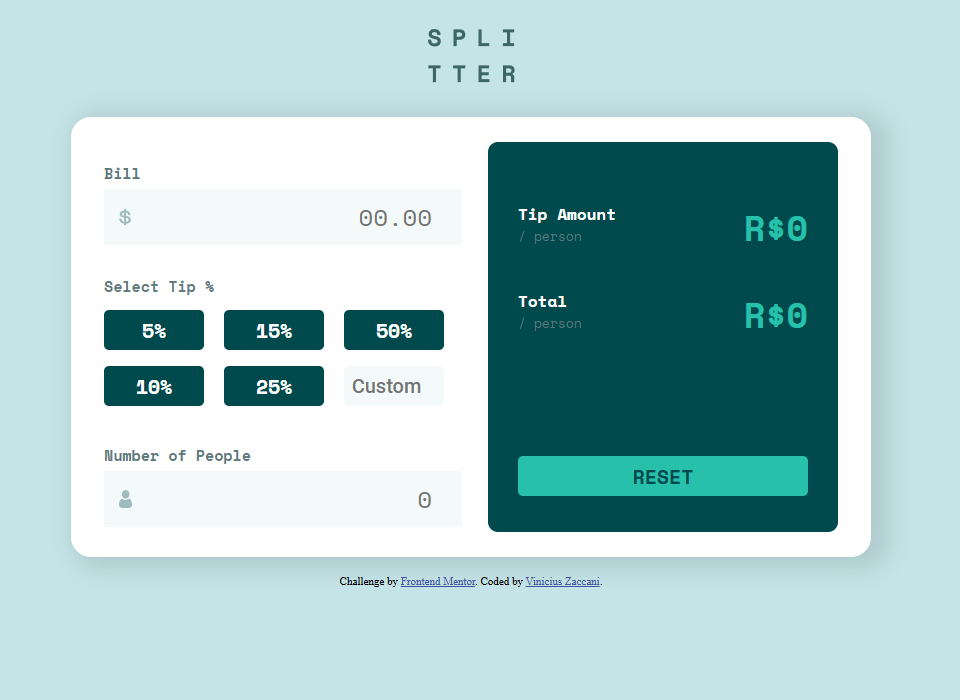 SPLI
TTER
Bill
$ 00.00
Select Tip %
5% 15% 50%
10% 25% Custom
Number of People
0
Tip Amount
/ person
R$0
Total
/ person
R$0
RESET
Challenge by Frontend Mentor. Coded by Vinicius Zaccani.